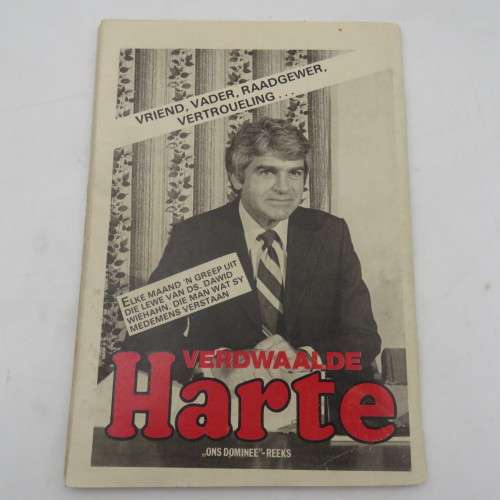 VRIEND, VADER, RAADGEWER,
VERTROUELING . . .
ELKE MAAND 'N GREEP UIT
DIE LEWE VAN DS. DAWID
WIEHAHN, DIE MAN WAT SY
MEDEMENS VERSTAAN
VERDWAALDE
Harte
„ONS DOMINEE"-REEKS